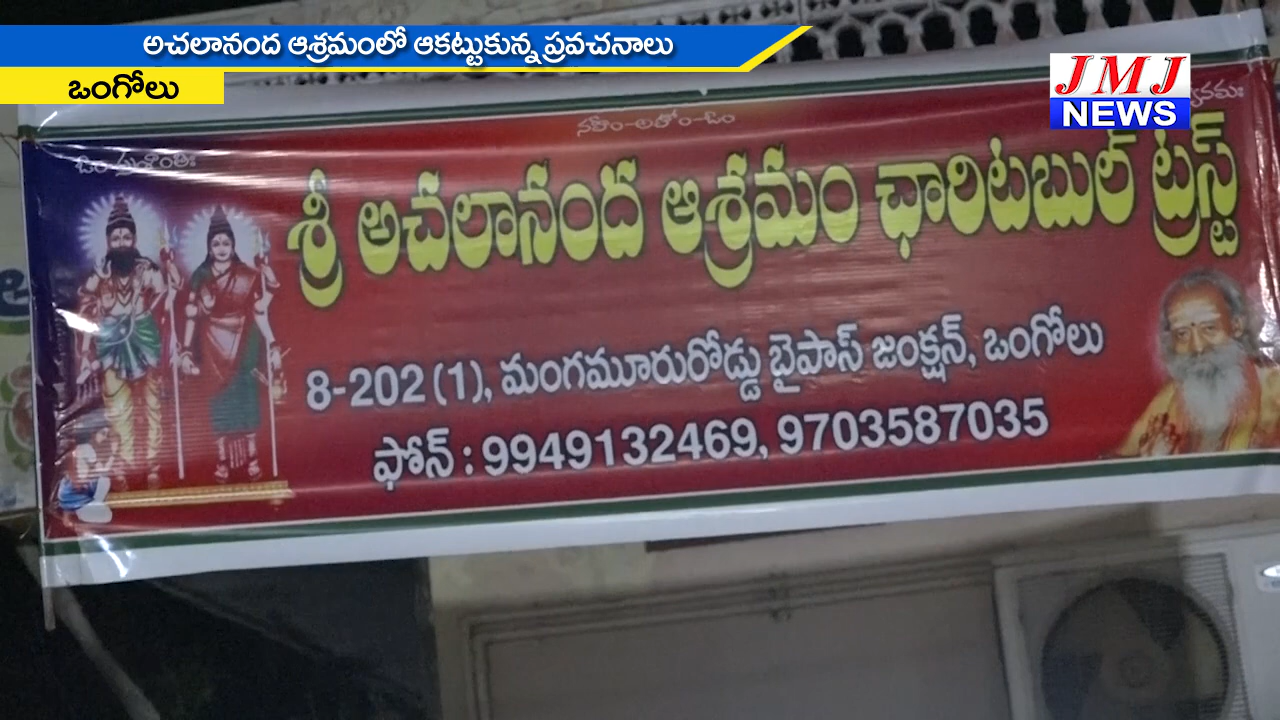 అచలానంద ఆశ్రమంలో ఆకట్టుకున్న ప్రవచనాలు
ఒంగోలు
JMJ
NEWS
శ్రీ అచలానంద ఆశ్రమం ఛారిటబుల్ ట్రస్ట్
8-202 (1), మంగమూరురోడ్డు బైపాస్ జంక్షన్, ఒంగోలు
ఫోన్ : 9949132469, 9703587035